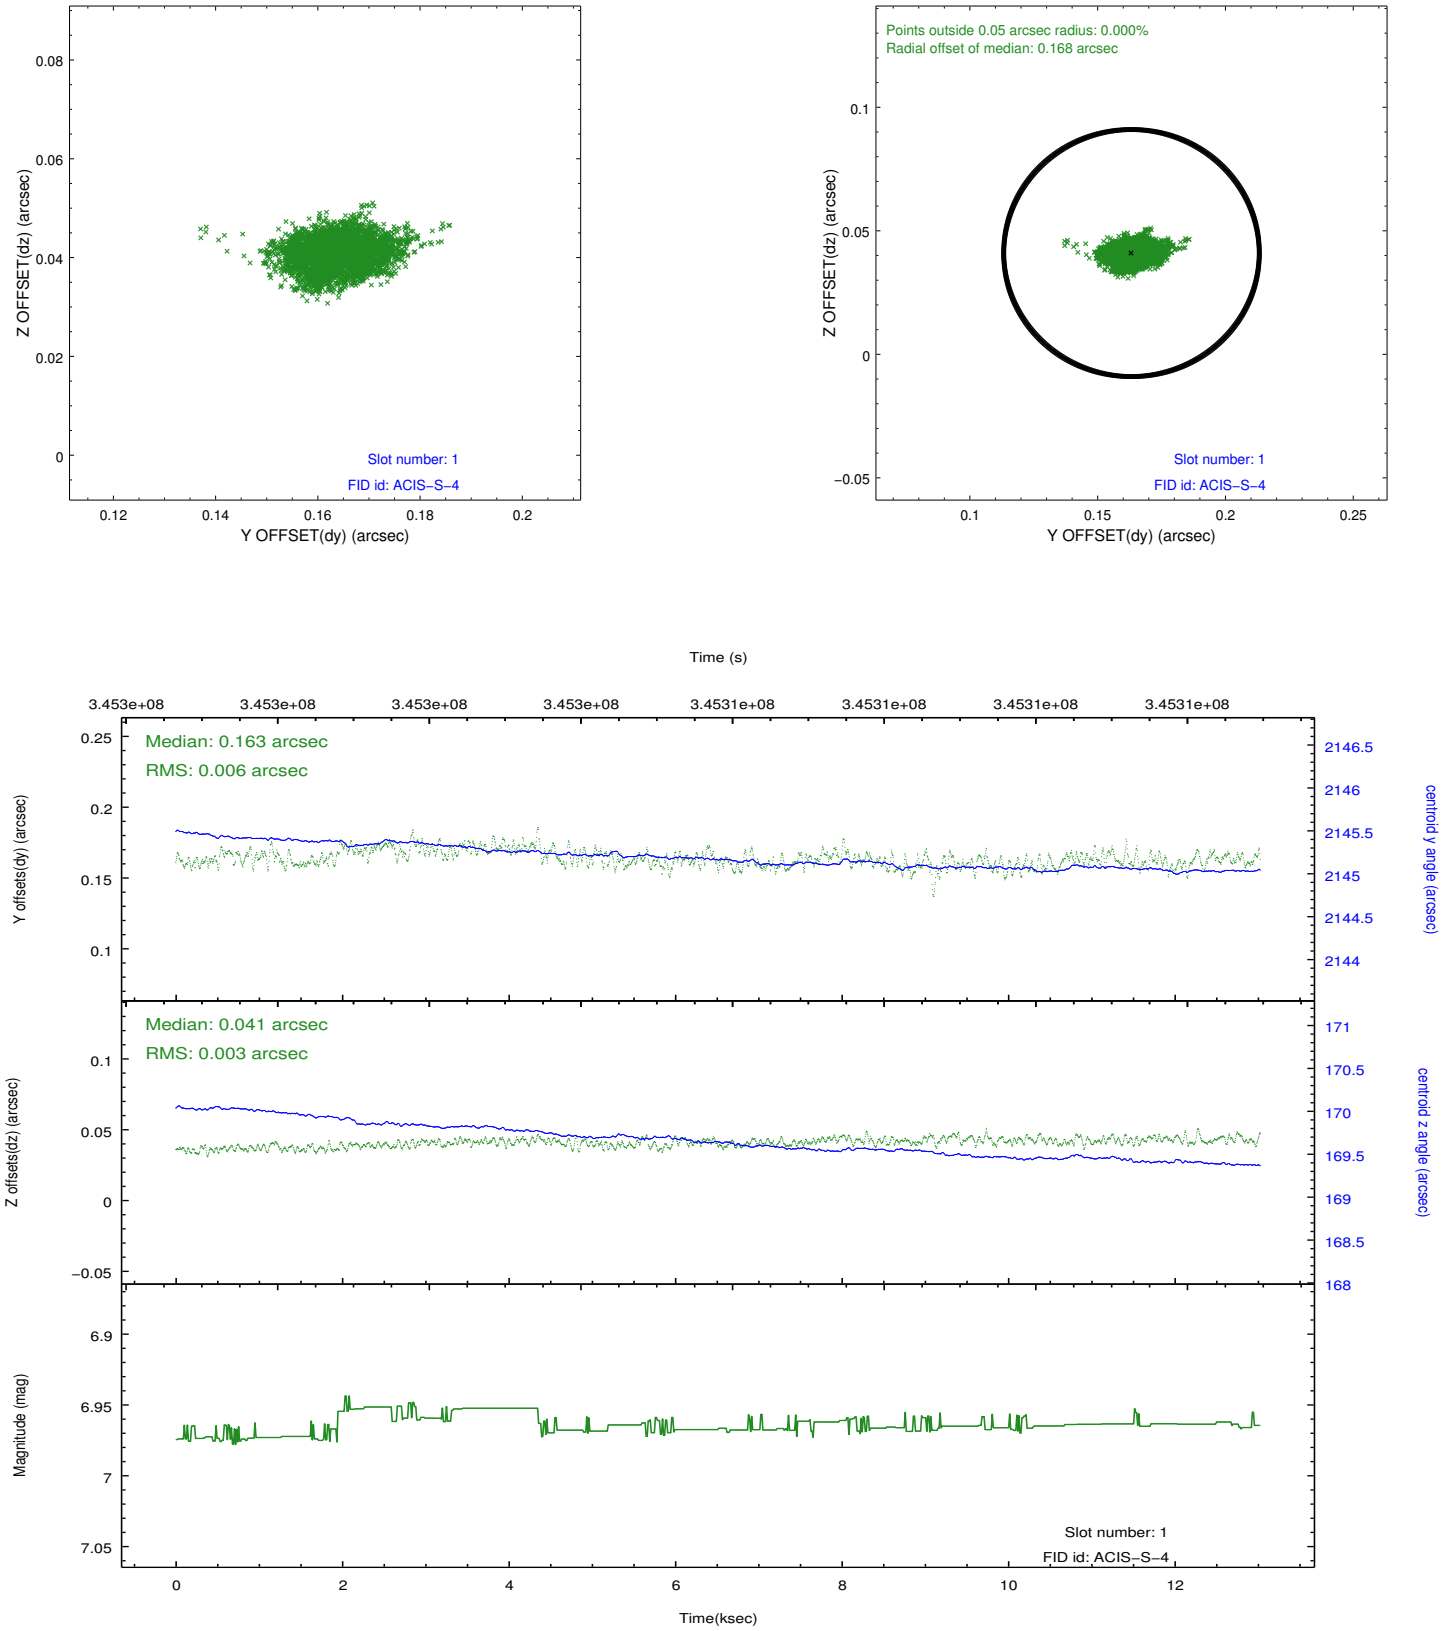 0.08
0.06
0.04
0.02
0
Z OFFSET(dz) (arcsec)
Slot number: 1
FID id: ACIS−S−4
0.12 0.14 0.16 0.18 0.2
Y OFFSET(dy) (arcsec)
Points outside 0.05 arcsec radius: 0.000%
Radial offset of median: 0.168 arcsec
0.1
0.05
0
−0.05
Z OFFSET(dz) (arcsec)
Slot number: 1
FID id: ACIS−S−4
0.1 0.15 0.2 0.25
Y OFFSET(dy) (arcsec)
Time (s)
3.453e+08 3.453e+08 3.453e+08 3.453e+08 3.4531e+08 3.4531e+08 3.4531e+08 3.4531e+08
Median: 0.163 arcsec
RMS: 0.006 arcsec
0.25
0.2
0.15
0.1
Y offsets(dy) (arcsec)
2146.5
2146
2145.5
2145
2144.5
2144
centroid y angle (arcsec)
Median: 0.041 arcsec
RMS: 0.003 arcsec
0.1
0.05
0
−0.05
Z offsets(dz) (arcsec)
171
170.5
170
169.5
169
168.5
168
centroid z angle (arcsec)
6.9
6.95
7
7.05
Magnitude (mag)
Slot number: 1
FID id: ACIS−S−4
0 2 4 6 8 10 12
Time(ksec)